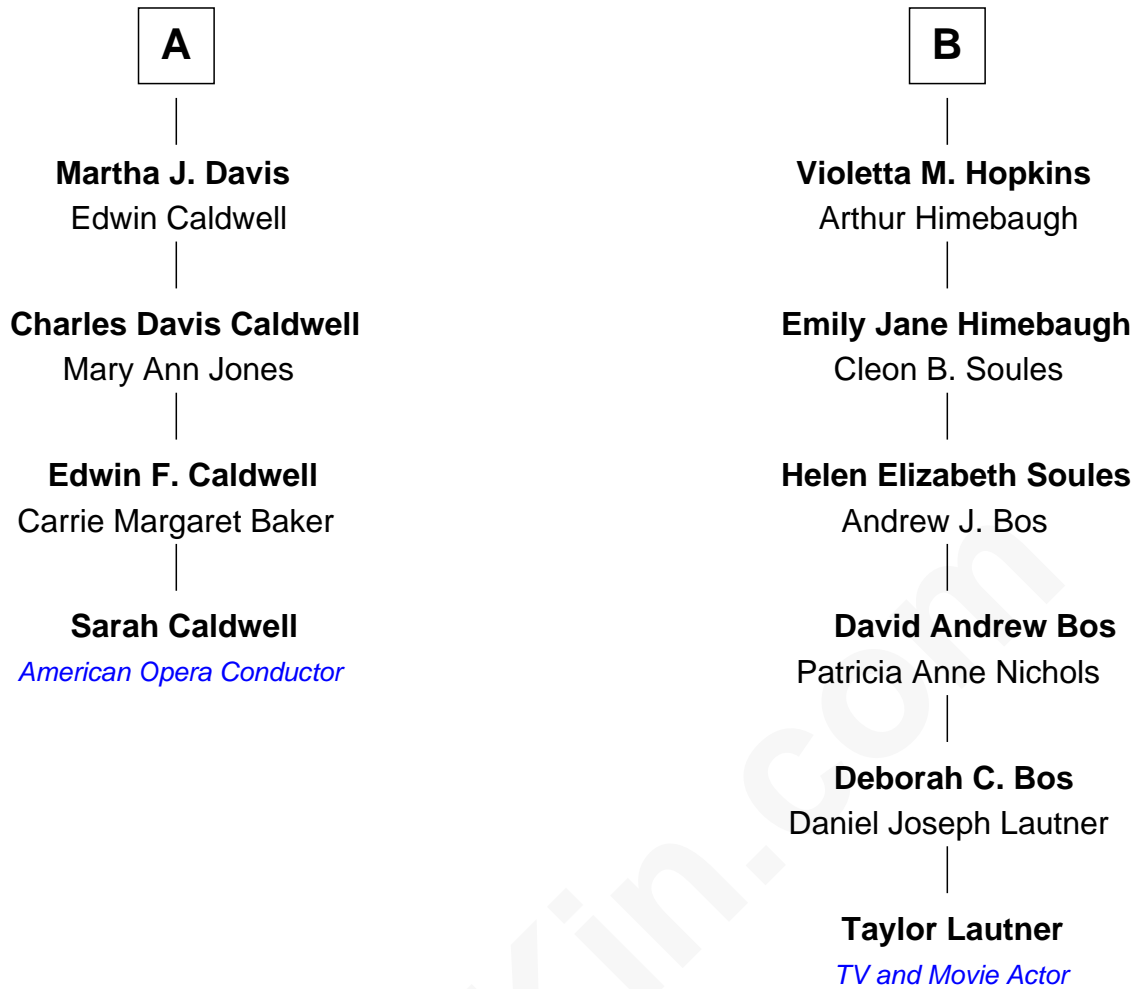 A
Martha J. Davis
Edwin Caldwell
Charles Davis Caldwell
Mary Ann Jones
Edwin F. Caldwell
Carrie Margaret Baker
Sarah Caldwell
American Opera Conductor
B
Violetta M. Hopkins
Arthur Himebaugh
Emily Jane Himebaugh
Cleon B. Soules
Helen Elizabeth Soules
Andrew J. Bos
David Andrew Bos
Patricia Anne Nichols
Deborah C. Bos
Daniel Joseph Lautner
Taylor Lautner
TV and Movie Actor